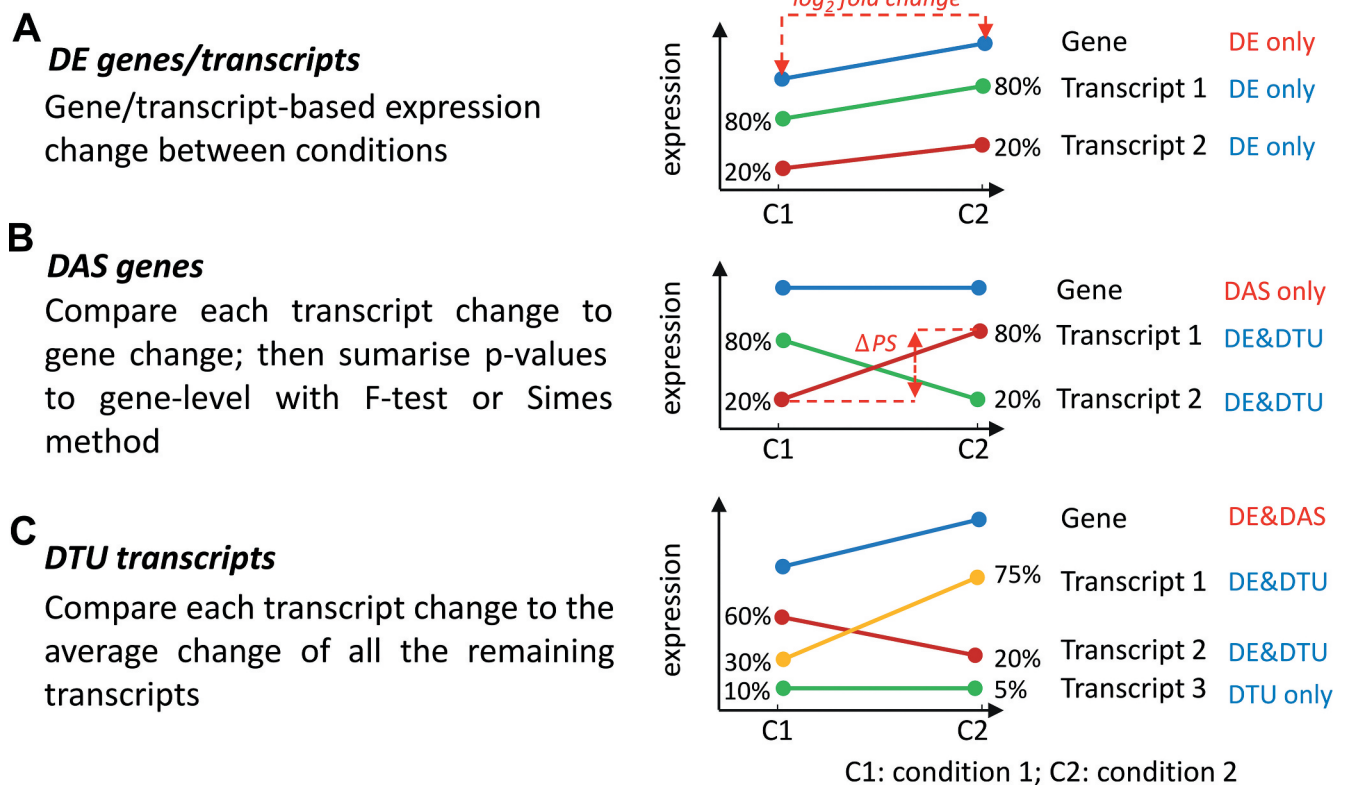 A
DE genes/transcripts
Gene/transcript-based expression
change between conditions
log2 fold change
expression
80%
20%
80%
20%
C1
C2
Gene DE only
Transcript 1 DE only
Transcript 2 DE only
B
DAS genes
Compare each transcript change to
gene change; then sumarise p-values
to gene-level with F-test or Simes
method
expression
80%
20%
ΔPS
80%
20%
C1
C2
Gene DAS only
Transcript 1 DE&DTU
Transcript 2 DE&DTU
C
DTU transcripts
Compare each transcript change to the
average change of all the remaining
transcripts
expression
60%
30%
10%
75%
20%
5%
C1
C2
Gene DE&DAS
Transcript 1 DE&DTU
Transcript 2 DE&DTU
Transcript 3 DTU only
C1: condition 1; C2: condition 2